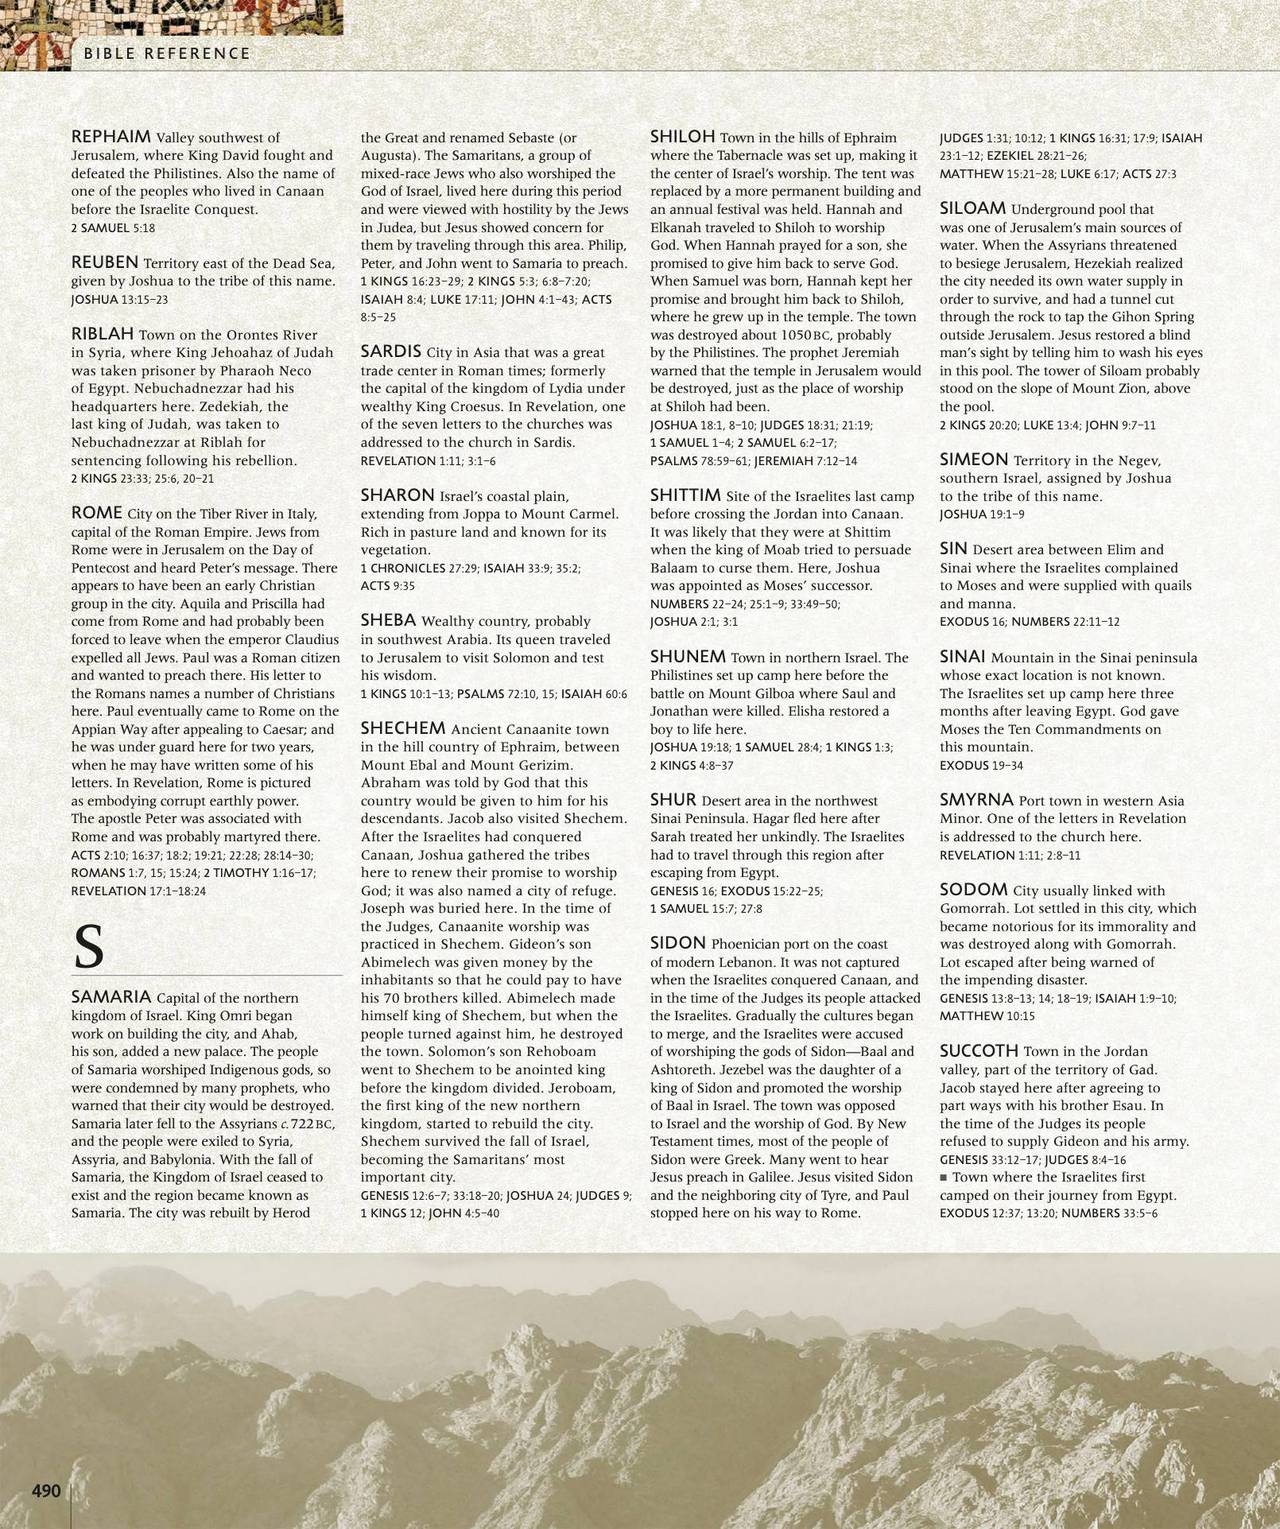 BIBLE REFERENCE
REPHAIM Valley southwest of
Jerusalem, where King David fought and
defeated the Philistines. Also the name of
one of the peoples who lived in Canaan
before the Israelite Conquest.
2 SAMUEL 5:18
REUBEN Territory east of the Dead Sea,
given by Joshua to the tribe of this name.
JOSHUA 13:15–23
RIBLAH Town on the Orontes River
in Syria, where King Jehoahaz of Judah
was taken prisoner by Pharaoh Neco
of Egypt. Nebuchadnezzar had his
headquarters here. Zedekiah, the
last king of Judah, was taken to
Nebuchadnezzar at Riblah for
sentencing following his rebellion.
2 KINGS 23:33; 25:6, 20–21
ROME City on the Tiber River in Italy,
capital of the Roman Empire. Jews from
Rome were in Jerusalem on the Day of
Pentecost and heard Peter's message. There
appears to have been an early Christian
group in the city. Aquila and Priscilla had
come from Rome and had probably been
forced to leave when the emperor Claudius
expelled all Jews. Paul was a Roman citizen
and wanted to preach there. His letter to
the Romans names a number of Christians
here. Paul eventually came to Rome on the
Appian Way after appealing to Caesar; and
he was under guard here for two years,
when he may have written some of his
letters. In Revelation, Rome is pictured
as embodying corrupt earthly power.
The apostle Peter was associated with
Rome and was probably martyred there.
ACTS 2:10; 16:37; 18:2; 19:21; 22:28; 28:14–30;
ROMANS 1:7, 15; 15:24; 2 TIMOTHY 1:16–17;
REVELATION 17:1–18:24
S
SAMARIA Capital of the northern
kingdom of Israel. King Omri began
work on building the city, and Ahab,
his son, added a new palace. The people
of Samaria worshiped Indigenous gods, so
were condemned by many prophets, who
warned that their city would be destroyed.
Samaria later fell to the Assyrians c.722 BC,
and the people were exiled to Syria,
Assyria, and Babylonia. With the fall of
Samaria, the Kingdom of Israel ceased to
exist and the region became known as
Samaria. The city was rebuilt by Herod
the Great and renamed Sebaste (or
Augusta). The Samaritans, a group of
mixed-race Jews who also worshiped the
God of Israel, lived here during this period
and were viewed with hostility by the Jews
in Judea, but Jesus showed concern for
them by traveling through this area. Philip,
Peter, and John went to Samaria to preach.
1 KINGS 16:23–29; 2 KINGS 5:3; 6:8–7:20;
ISAIAH 8:4; LUKE 17:11; JOHN 4:1–43; ACTS
8:5–25
SARDIS City in Asia that was a great
trade center in Roman times; formerly
the capital of the kingdom of Lydia under
wealthy King Croesus. In Revelation, one
of the seven letters to the churches was
addressed to the church in Sardis.
REVELATION 1:11; 3:1–6
SHARON Israel's coastal plain,
extending from Joppa to Mount Carmel.
Rich in pasture land and known for its
vegetation.
1 CHRONICLES 27:29; ISAIAH 33:9; 35:2;
ACTS 9:35
SHEBA Wealthy country, probably
in southwest Arabia. Its queen traveled
to Jerusalem to visit Solomon and test
his wisdom.
1 KINGS 10:1–13; PSALMS 72:10, 15; ISAIAH 60:6
SHECHEM Ancient Canaanite town
in the hill country of Ephraim, between
Mount Ebal and Mount Gerizim.
Abraham was told by God that this
country would be given to him for his
descendants. Jacob also visited Shechem.
After the Israelites had conquered
Canaan, Joshua gathered the tribes
here to renew their promise to worship
God; it was also named a city of refuge.
Joseph was buried here. In the time of
the Judges, Canaanite worship was
practiced in Shechem. Gideon's son
Abimelech was given money by the
inhabitants so that he could pay to have
his 70 brothers killed. Abimelech made
himself king of Shechem, but when the
people turned against him, he destroyed
the town. Solomon's son Rehoboam
went to Shechem to be anointed king
before the kingdom divided. Jeroboam,
the first king of the new northern
kingdom, started to rebuild the city.
Shechem survived the fall of Israel,
becoming the Samaritans' most
important city.
GENESIS 12:6–7; 33:18–20; JOSHUA 24; JUDGES 9;
1 KINGS 12; JOHN 4:5–40
SHILOH Town in the hills of Ephraim
where the Tabernacle was set up, making it
the center of Israel's worship. The tent was
replaced by a more permanent building and
an annual festival was held. Hannah and
Elkanah traveled to Shiloh to worship
God. When Hannah prayed for a son, she
promised to give him back to serve God.
When Samuel was born, Hannah kept her
promise and brought him back to Shiloh,
where he grew up in the temple. The town
was destroyed about 1050 BC, probably
by the Philistines. The prophet Jeremiah
warned that the temple in Jerusalem would
be destroyed, just as the place of worship
at Shiloh had been.
JOSHUA 18:1, 8–10; JUDGES 18:31; 21:19;
1 SAMUEL 1–4; 2 SAMUEL 6:2–17;
PSALMS 78:59–61; JEREMIAH 7:12–14
SHITTIM Site of the Israelites last camp
before crossing the Jordan into Canaan.
It was likely that they were at Shittim
when the king of Moab tried to persuade
Balaam to curse them. Here, Joshua
was appointed as Moses' successor.
NUMBERS 22–24; 25:1–9; 33:49–50;
JOSHUA 2:1; 3:1
SHUNEM Town in northern Israel. The
Philistines set up camp here before the
battle on Mount Gilboa where Saul and
Jonathan were killed. Elisha restored a
boy to life here.
JOSHUA 19:18; 1 SAMUEL 28:4; 1 KINGS 1:3;
2 KINGS 4:8–37
SHUR Desert area in the northwest
Sinai Peninsula. Hagar fled here after
Sarah treated her unkindly. The Israelites
had to travel through this region after
escaping from Egypt.
GENESIS 16; EXODUS 15:22–25;
1 SAMUEL 15:7; 27:8
SIDON Phoenician port on the coast
of modern Lebanon. It was not captured
when the Israelites conquered Canaan, and
in the time of the Judges its people attacked
the Israelites. Gradually the cultures began
to merge, and the Israelites were accused
of worshiping the gods of Sidon—Baal and
Ashtoreth. Jezebel was the daughter of a
king of Sidon and promoted the worship
of Baal in Israel. The town was opposed
to Israel and the worship of God. By New
Testament times, most of the people of
Sidon were Greek. Many went to hear
Jesus preach in Galilee. Jesus visited Sidon
and the neighboring city of Tyre, and Paul
stopped here on his way to Rome.
JUDGES 1:31; 10:12; 1 KINGS 16:31; 17:9; ISAIAH
23:1–12; EZEKIEL 28:21–26;
MATTHEW 15:21–28; LUKE 6:17; ACTS 27:3
SILOAM Underground pool that
was one of Jerusalem's main sources of
water. When the Assyrians threatened
to besiege Jerusalem, Hezekiah realized
the city needed its own water supply in
order to survive, and had a tunnel cut
through the rock to tap the Gihon Spring
outside Jerusalem. Jesus restored a blind
man's sight by telling him to wash his eyes
in this pool. The tower of Siloam probably
stood on the slope of Mount Zion, above
the pool.
2 KINGS 20:20; LUKE 13:4; JOHN 9:7–11
SIMEON Territory in the Negev,
southern Israel, assigned by Joshua
to the tribe of this name.
JOSHUA 19:1–9
SIN Desert area between Elim and
Sinai where the Israelites complained
to Moses and were supplied with quails
and manna.
EXODUS 16; NUMBERS 22:11–12
SINAI Mountain in the Sinai peninsula
whose exact location is not known.
The Israelites set up camp here three
months after leaving Egypt. God gave
Moses the Ten Commandments on
this mountain.
EXODUS 19–34
SMYRNA Port town in western Asia
Minor. One of the letters in Revelation
is addressed to the church here.
REVELATION 1:11; 2:8–11
SODOM City usually linked with
Gomorrah. Lot settled in this city, which
became notorious for its immorality and
was destroyed along with Gomorrah.
Lot escaped after being warned of
the impending disaster.
GENESIS 13:8–13; 14; 18–19; ISAIAH 1:9–10;
MATTHEW 10:15
SUCCOTH Town in the Jordan
valley, part of the territory of Gad.
Jacob stayed here after agreeing to
part ways with his brother Esau. In
the time of the Judges its people
refused to supply Gideon and his army.
GENESIS 33:12–17; JUDGES 8:4–16
■ Town where the Israelites first
camped on their journey from Egypt.
EXODUS 12:37; 13:20; NUMBERS 33:5–6
490